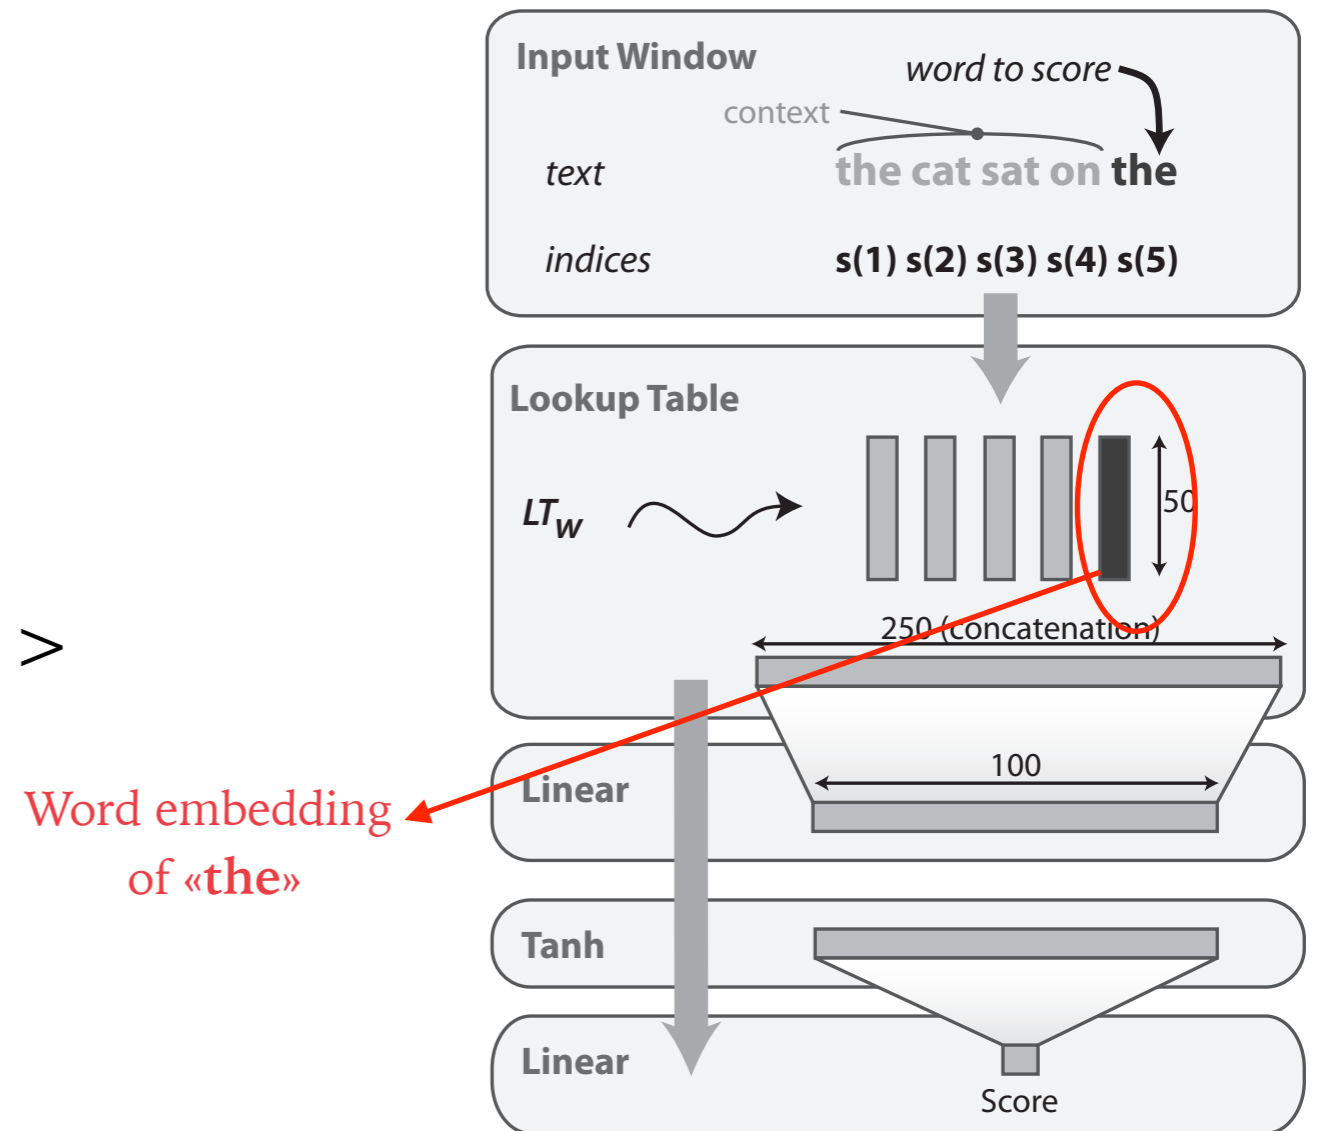 Input Window
word to score
context
text the cat sat on the
indices s(1) s(2) s(3) s(4) s(5)
Lookup Table
LTw
50
250 (concatenation)
>
100
Linear
Word embedding
of «the»
Tanh
Linear
Score